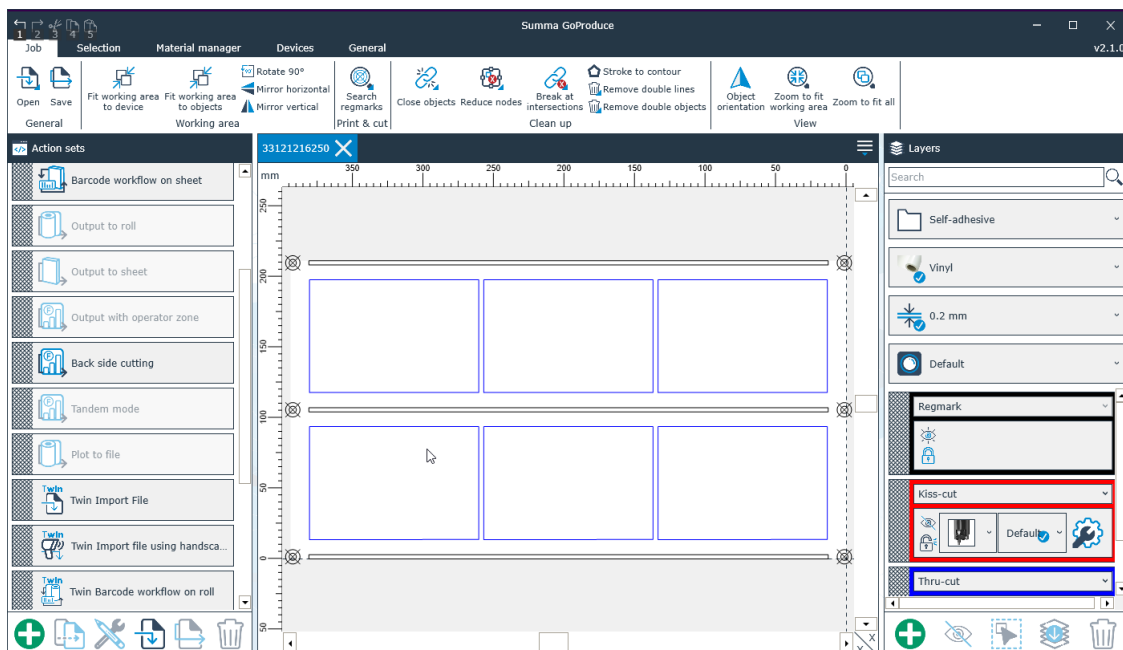 Summa GoProduce
1 2 3 4 5
Job Selection Material manager Devices General v2.1.0
Open Save
General
Fit working area to device
Fit working area to objects
Rotate 90°
Mirror horizontal
Mirror vertical
Working area
Search regmarks
Print & cut
Close objects
Reduce nodes
Break at intersections
Stroke to contour
Remove double lines
Remove double objects
Clean up
Object orientation
Zoom to fit working area
Zoom to fit all
View
Action sets
Barcode workflow on sheet
Output to roll
Output to sheet
Output with operator zone
Back side cutting
Tandem mode
Plot to file
Twin Import File
Twin Import file using handsca...
Twin Barcode workflow on roll
33121216250
mm
350 300 250 200 150 100 50 0
250
200
150
100
50
0
50
X
Layers
Search
Self-adhesive
Vinyl
0.2 mm
Default
Regmark
Kiss-cut
Default
Thru-cut